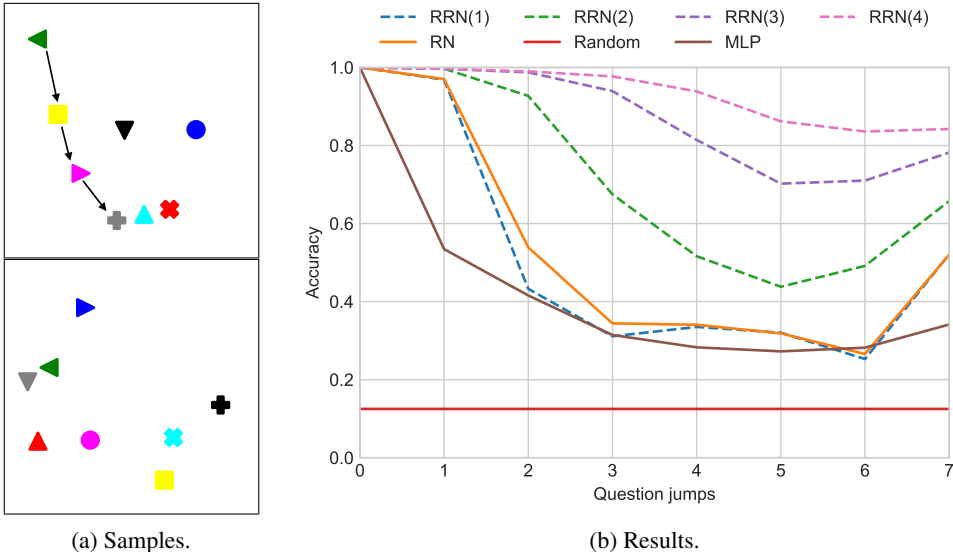 RRN(1) RRN(2) RRN(3) RRN(4)
RN Random MLP
1.0
0.8
0.6
0.4
0.2
0.0
Accuracy
0 1 2 3 4 5 6 7
Question jumps
(a) Samples. (b) Results.